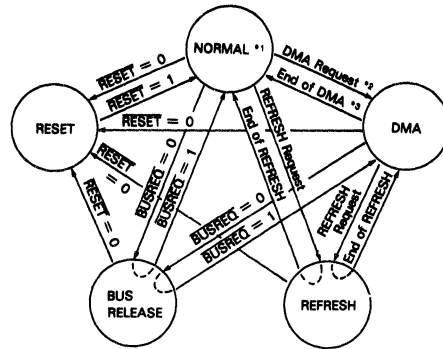 NORMAL *1
RESET = 0
RESET = 1
DMA Request *2
End of DMA *3
RESET
RESET = 0
DMA
RESET
= 0
BUSREQ = 0
BUSREQ = 1
End of REFRESH
REFRESH Request
RESET = 0
BUSREQ = 0
BUSREQ = 1
REFRESH
Request
End of REFRESH
BUS
RELEASE
REFRESH